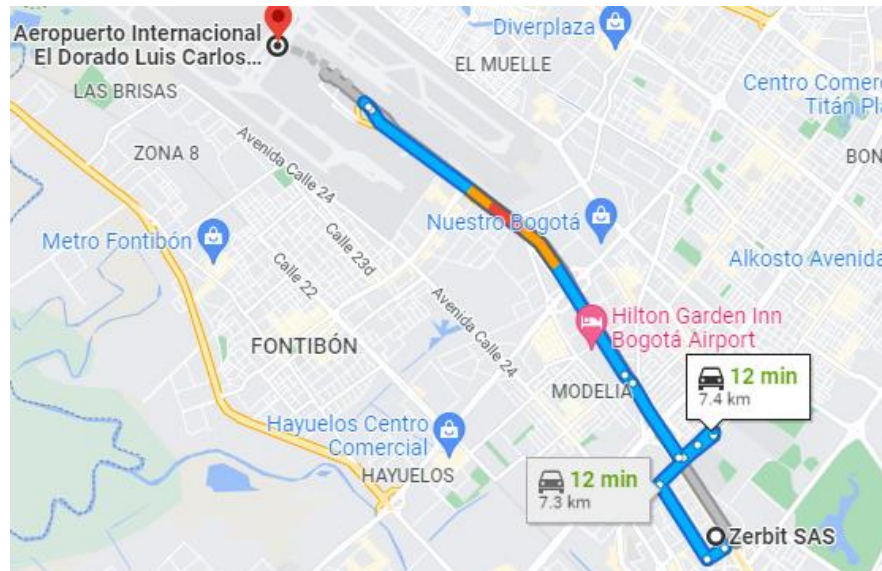 Aeropuerto Internacional
El Dorado Luis Carlos...
Diverplaza
EL MUELLE
LAS BRISAS
Centro Comer
Titán Pl
ZONA 8
BON
Avenida Calle 24
Nuestro Bogotá
Metro Fontibón
Calle 23d
Alkosto Avenida
Calle 22
Avenida Calle 24
Hilton Garden Inn
Bogotá Airport
FONTIBÓN
12 min
7.4 km
MODELIA
Hayuelos Centro
Comercial
HAYUELOS
12 min
7.3 km
Zerbit SAS